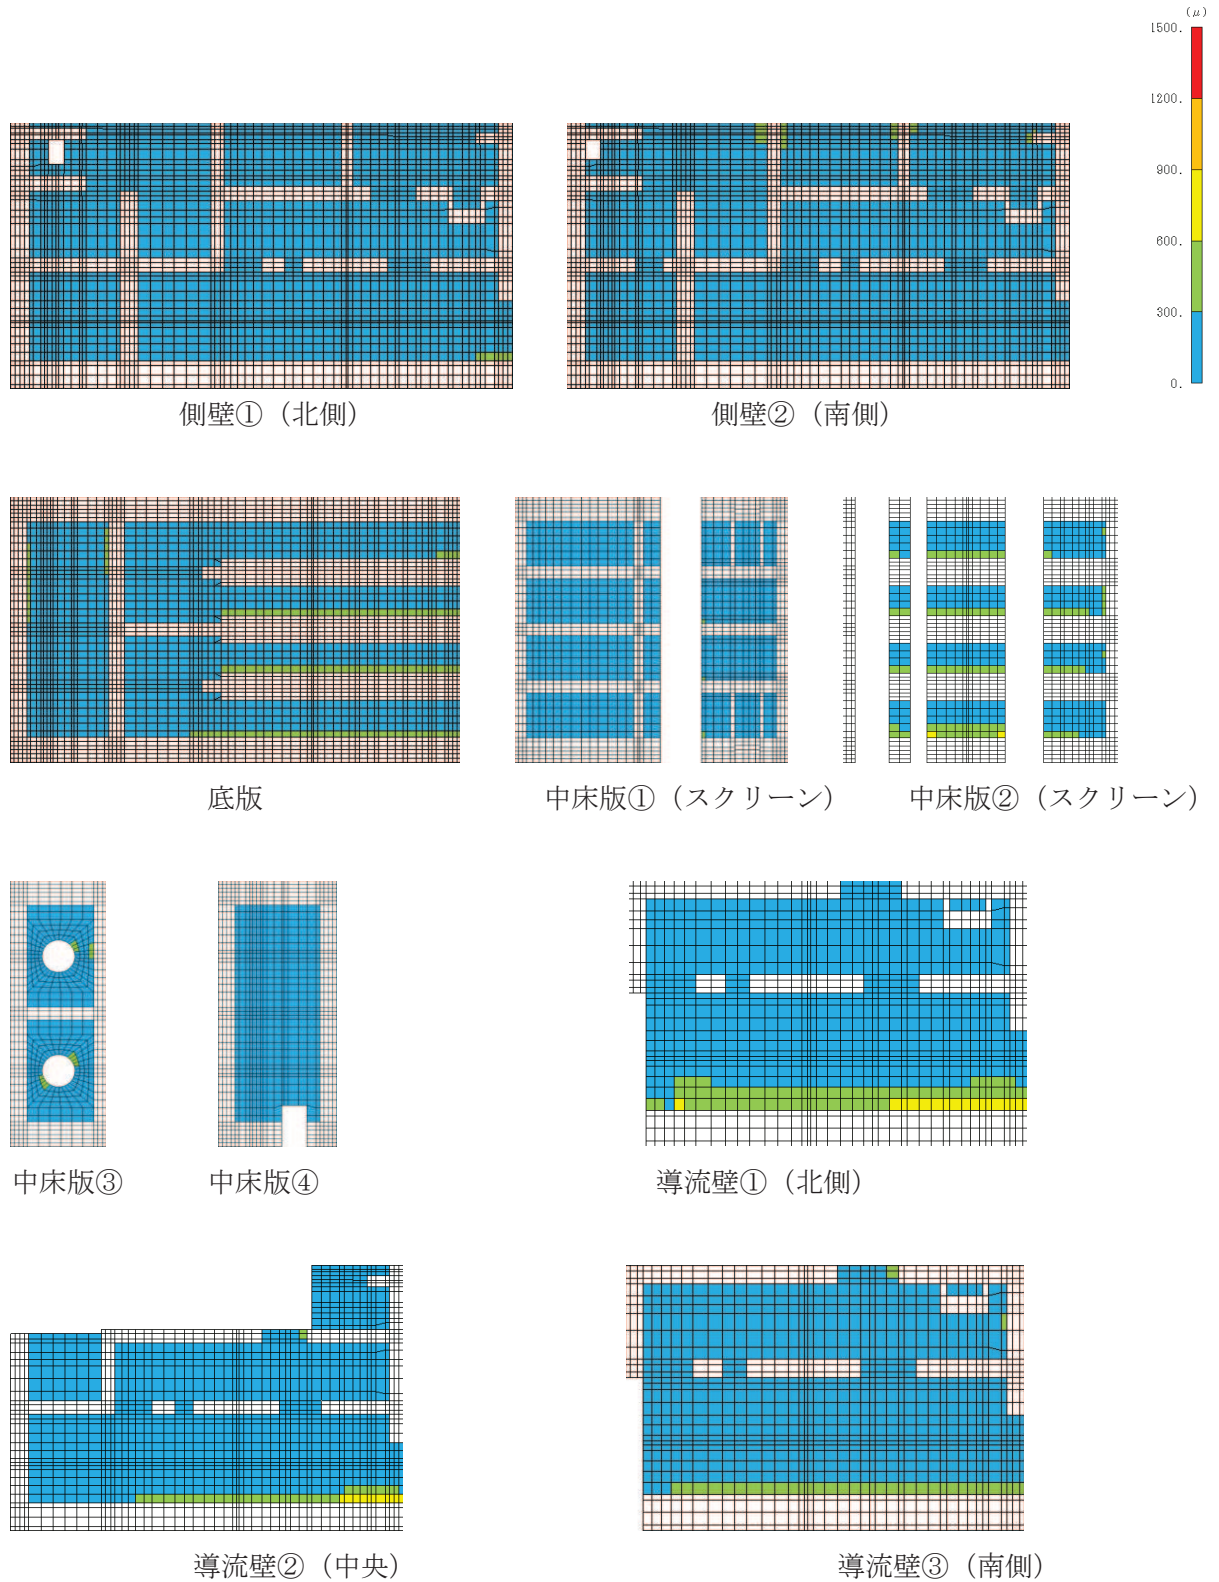 (μ)
1500.
1200.
900.
600.
300.
0.
側壁①（北側）
側壁②（南側）
底版
中床版①（スクリーン）
中床版②（スクリーン）
中床版③
中床版④
導流壁①（北側）
導流壁②（中央）
導流壁③（南側）